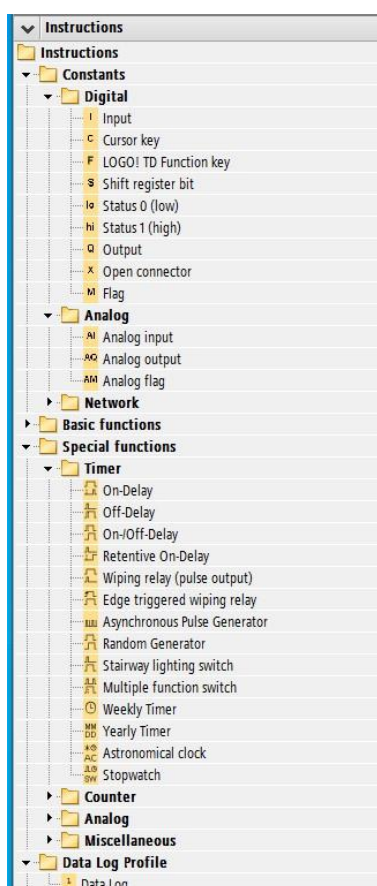 Instructions
Instructions
Constants
Digital
I Input
C Cursor key
F LOGO! TD Function key
S Shift register bit
lo Status 0 (low)
hi Status 1 (high)
Q Output
X Open connector
M Flag
Analog
AI Analog input
AQ Analog output
AM Analog flag
Network
Basic functions
Special functions
Timer
On-Delay
Off-Delay
On-/Off-Delay
Retentive On-Delay
Wiping relay (pulse output)
Edge triggered wiping relay
Asynchronous Pulse Generator
Random Generator
Stairway lighting switch
Multiple function switch
Weekly Timer
MM DD Yearly Timer
AC Astronomical clock
SW Stopwatch
Counter
Analog
Miscellaneous
Data Log Profile
1 Data Log